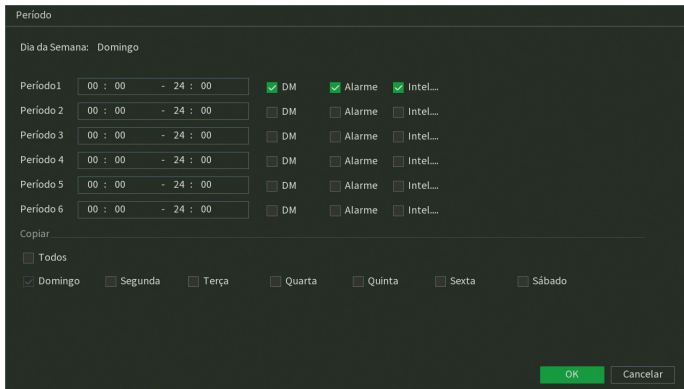 Período
Dia da Semana: Domingo
Período1 00 : 00 - 24 : 00 DM Alarme Intel....
Período 2 00 : 00 - 24 : 00 DM Alarme Intel....
Período 3 00 : 00 - 24 : 00 DM Alarme Intel....
Período 4 00 : 00 - 24 : 00 DM Alarme Intel....
Período 5 00 : 00 - 24 : 00 DM Alarme Intel....
Período 6 00 : 00 - 24 : 00 DM Alarme Intel....
Copiar
Todos
Domingo Segunda Terça Quarta Quinta Sexta Sábado
OK Cancelar